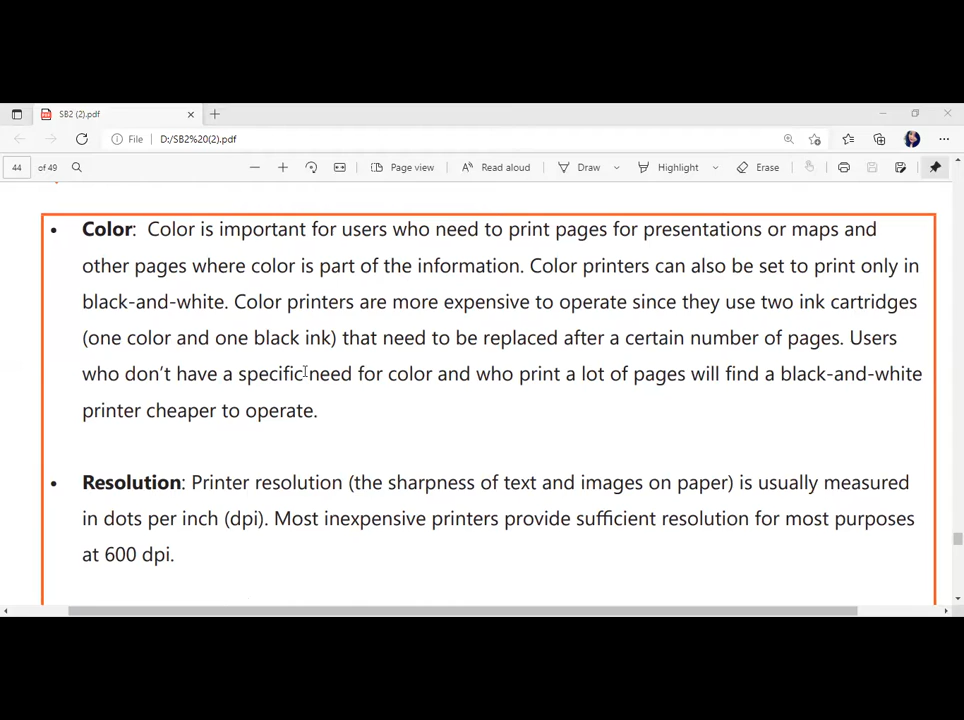 SB2 (2).pdf
File D:/SB2%20(2).pdf
44 of 49 Page view Read aloud Draw Highlight Erase
• Color: Color is important for users who need to print pages for presentations or maps and
other pages where color is part of the information. Color printers can also be set to print only in
black-and-white. Color printers are more expensive to operate since they use two ink cartridges
(one color and one black ink) that need to be replaced after a certain number of pages. Users
who don’t have a specific need for color and who print a lot of pages will find a black-and-white
printer cheaper to operate.
• Resolution: Printer resolution (the sharpness of text and images on paper) is usually measured
in dots per inch (dpi). Most inexpensive printers provide sufficient resolution for most purposes
at 600 dpi.